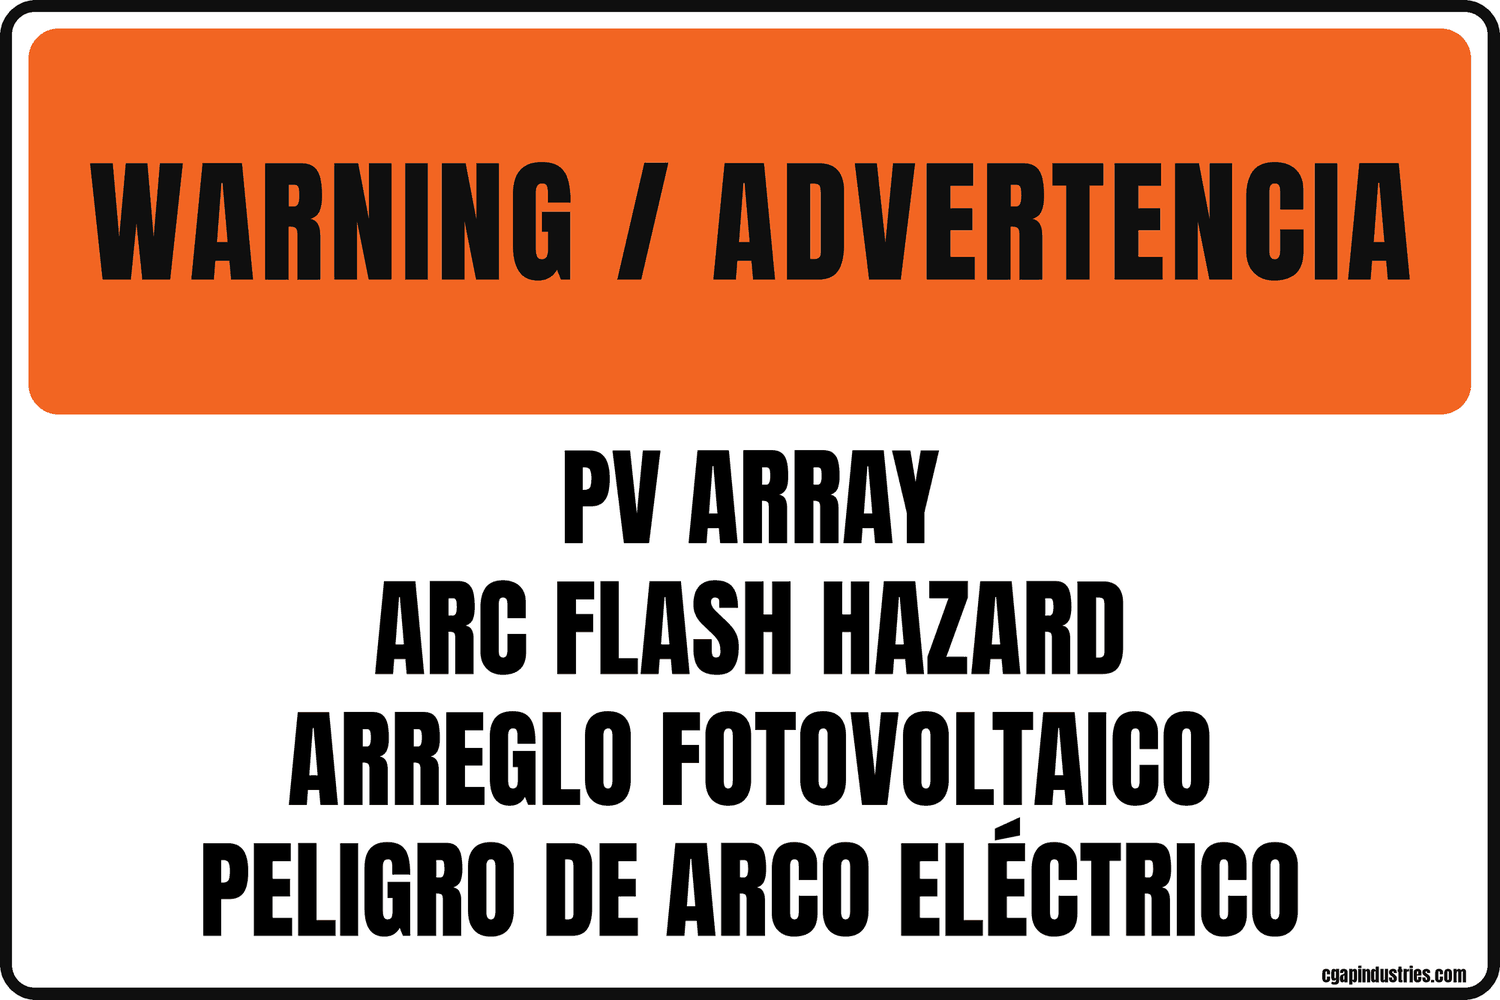 WARNING / ADVERTENCIA
PV ARRAY
ARC FLASH HAZARD
ARREGLO FOTOVOLTAICO
PELIGRO DE ARCO ELÉCTRICO
cgapindustries.com